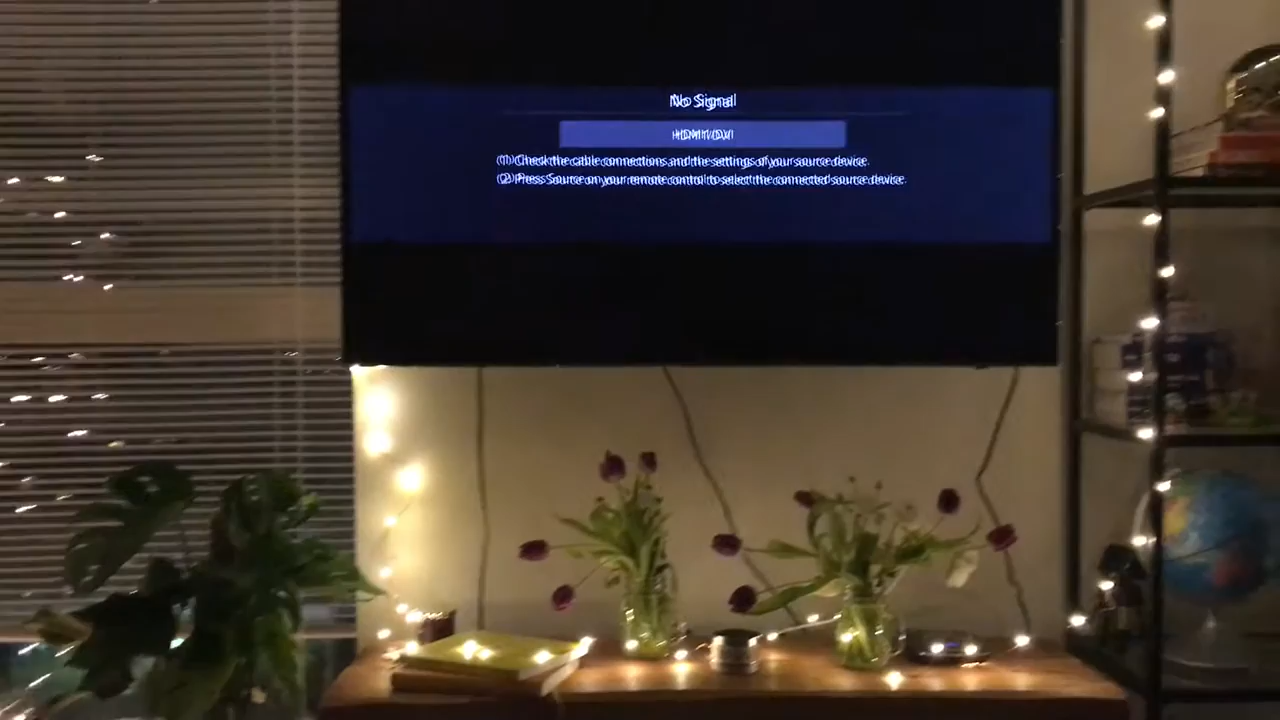 No Signal
HDMI1/DVI
(1) Check the cable connections and the settings of your source device.
(2) Press Source on your remote control to select the connected source device.